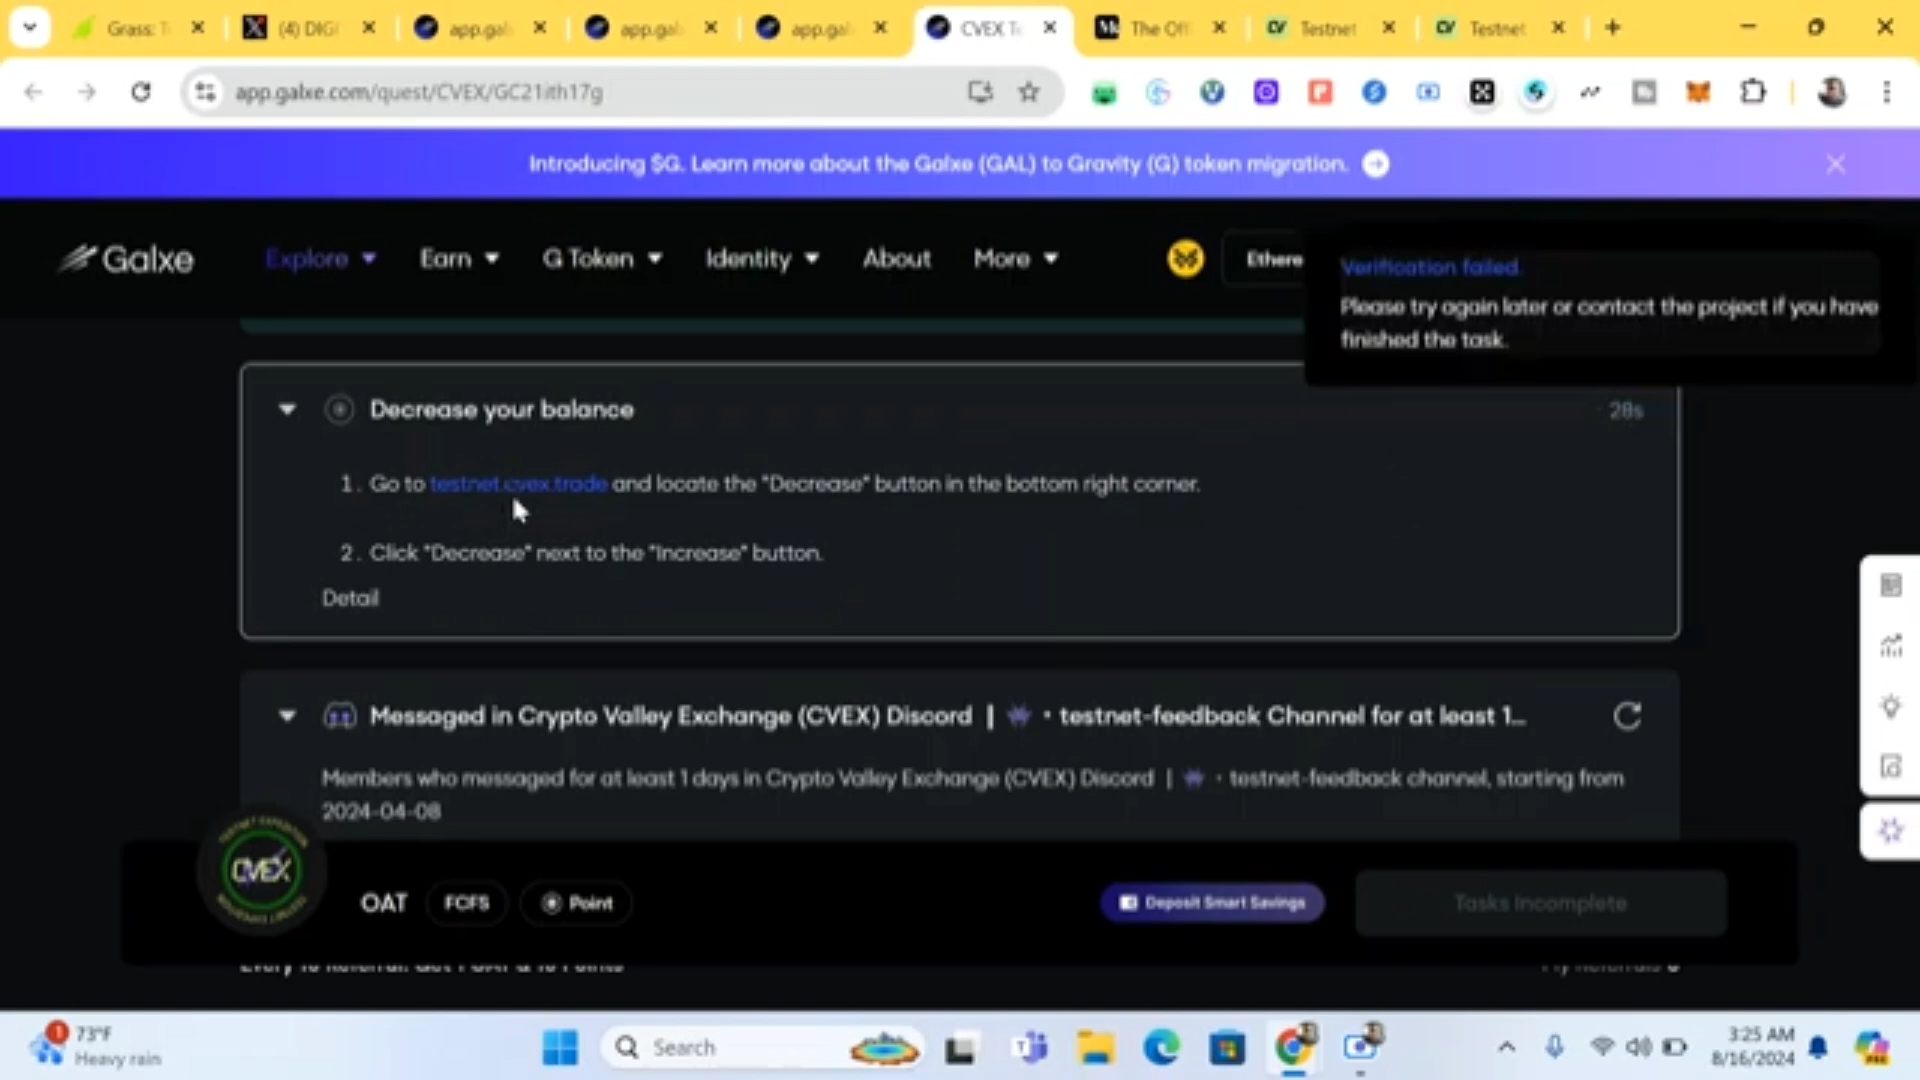 Grass: T
(4) DIGI
app.gal
app.gal
app.gal
CVEX Te
The Off
Testnet
Testnet
app.galxe.com/quest/CVEX/GC21ith17g
Introducing $G. Learn more about the Galxe (GAL) to Gravity (G) token migration.
Galxe
Explore
Earn
G Token
Identity
About
More
Ethere
Verification failed.
Please try again later or contact the project if you have
finished the task.
Decrease your balance
28s
1. Go to testnet.cvex.trade and locate the "Decrease" button in the bottom right corner.
2. Click "Decrease" next to the "Increase" button.
Detail
Messaged in Crypto Valley Exchange (CVEX) Discord | 👾・testnet-feedback Channel for at least 1...
Members who messaged for at least 1 days in Crypto Valley Exchange (CVEX) Discord | 👾・testnet-feedback channel, starting from
2024-04-08
CVEX
OAT
FCFS
Point
Deposit Smart Savings
Tasks Incomplete
1
73°F
Heavy rain
Search
3:25 AM
8/16/2024